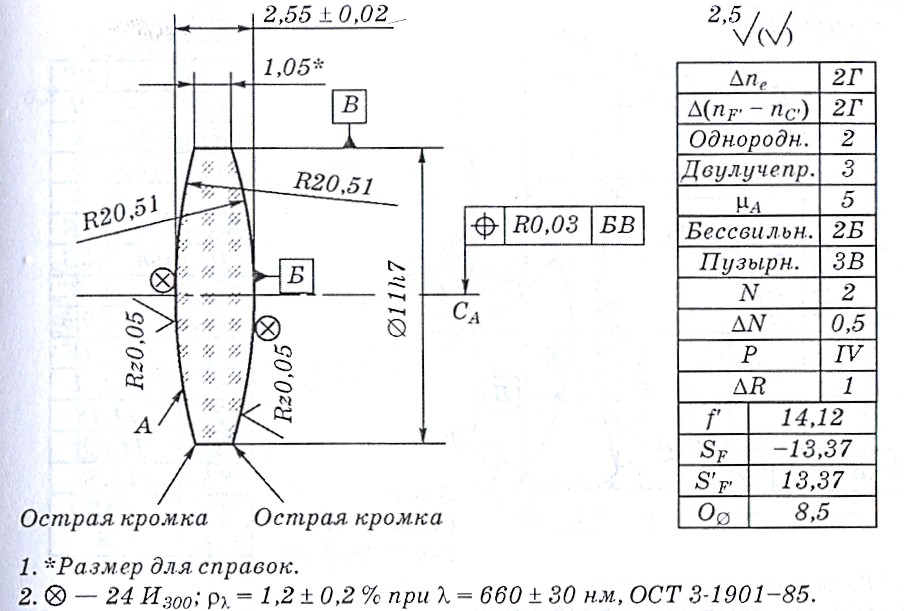 2,55 ± 0,02
2,5 √(√)
1,05*
В
R20,51
R20,51
R0,03 БВ
Б
Ø11h7
C_A
Rz0,05
Rz0,05
А
Острая кромка
Острая кромка
Δn_e 2Г
Δ(n_F' − n_C') 2Г
Однородн. 2
Двулучепр. 3
μ_A 5
Бессвильн. 2Б
Пузырн. 3В
N 2
ΔN 0,5
P IV
ΔR 1
f' 14,12
S_F −13,37
S'_F' 13,37
O_Ø 8,5
1. *Размер для справок.
2. ⊗ — 24 И_300; ρ_λ = 1,2 ± 0,2 % при λ = 660 ± 30 нм, ОСТ 3-1901–85.